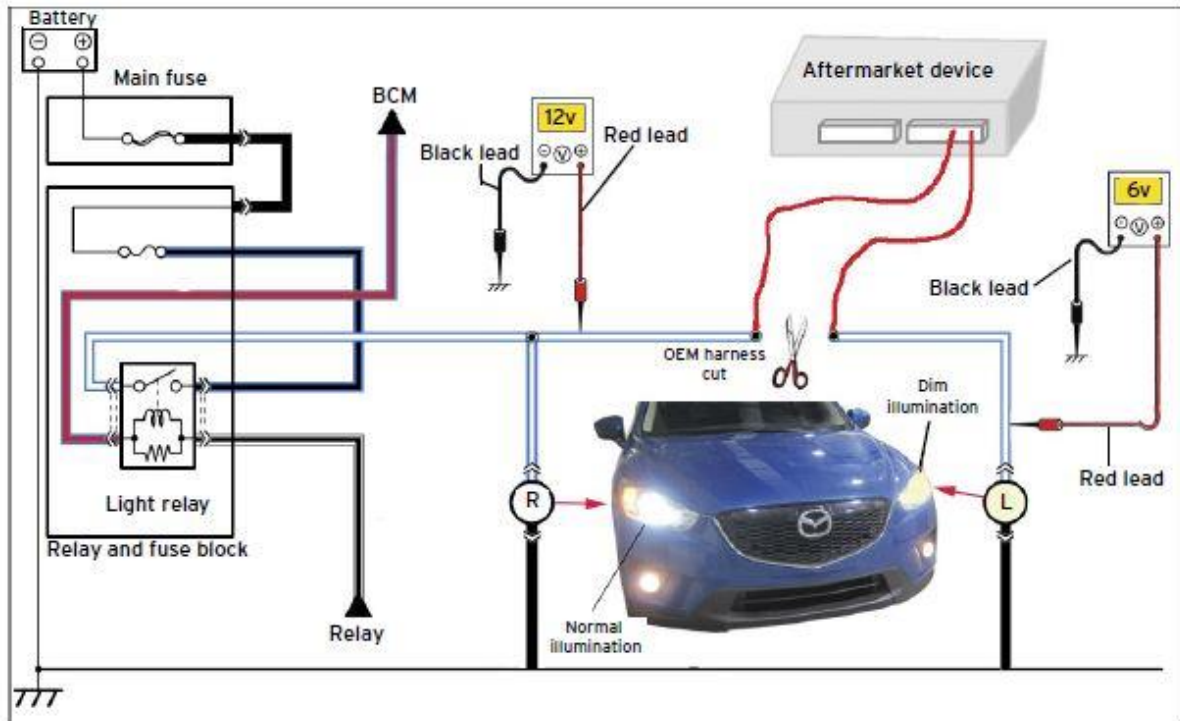 Battery
Main fuse
BCM
12v
Black lead
Red lead
V
Aftermarket device
6v
V
Black lead
OEM harness
cut
Dim
illumination
Red lead
Light relay
R
L
Relay and fuse block
Relay
Normal
illumination